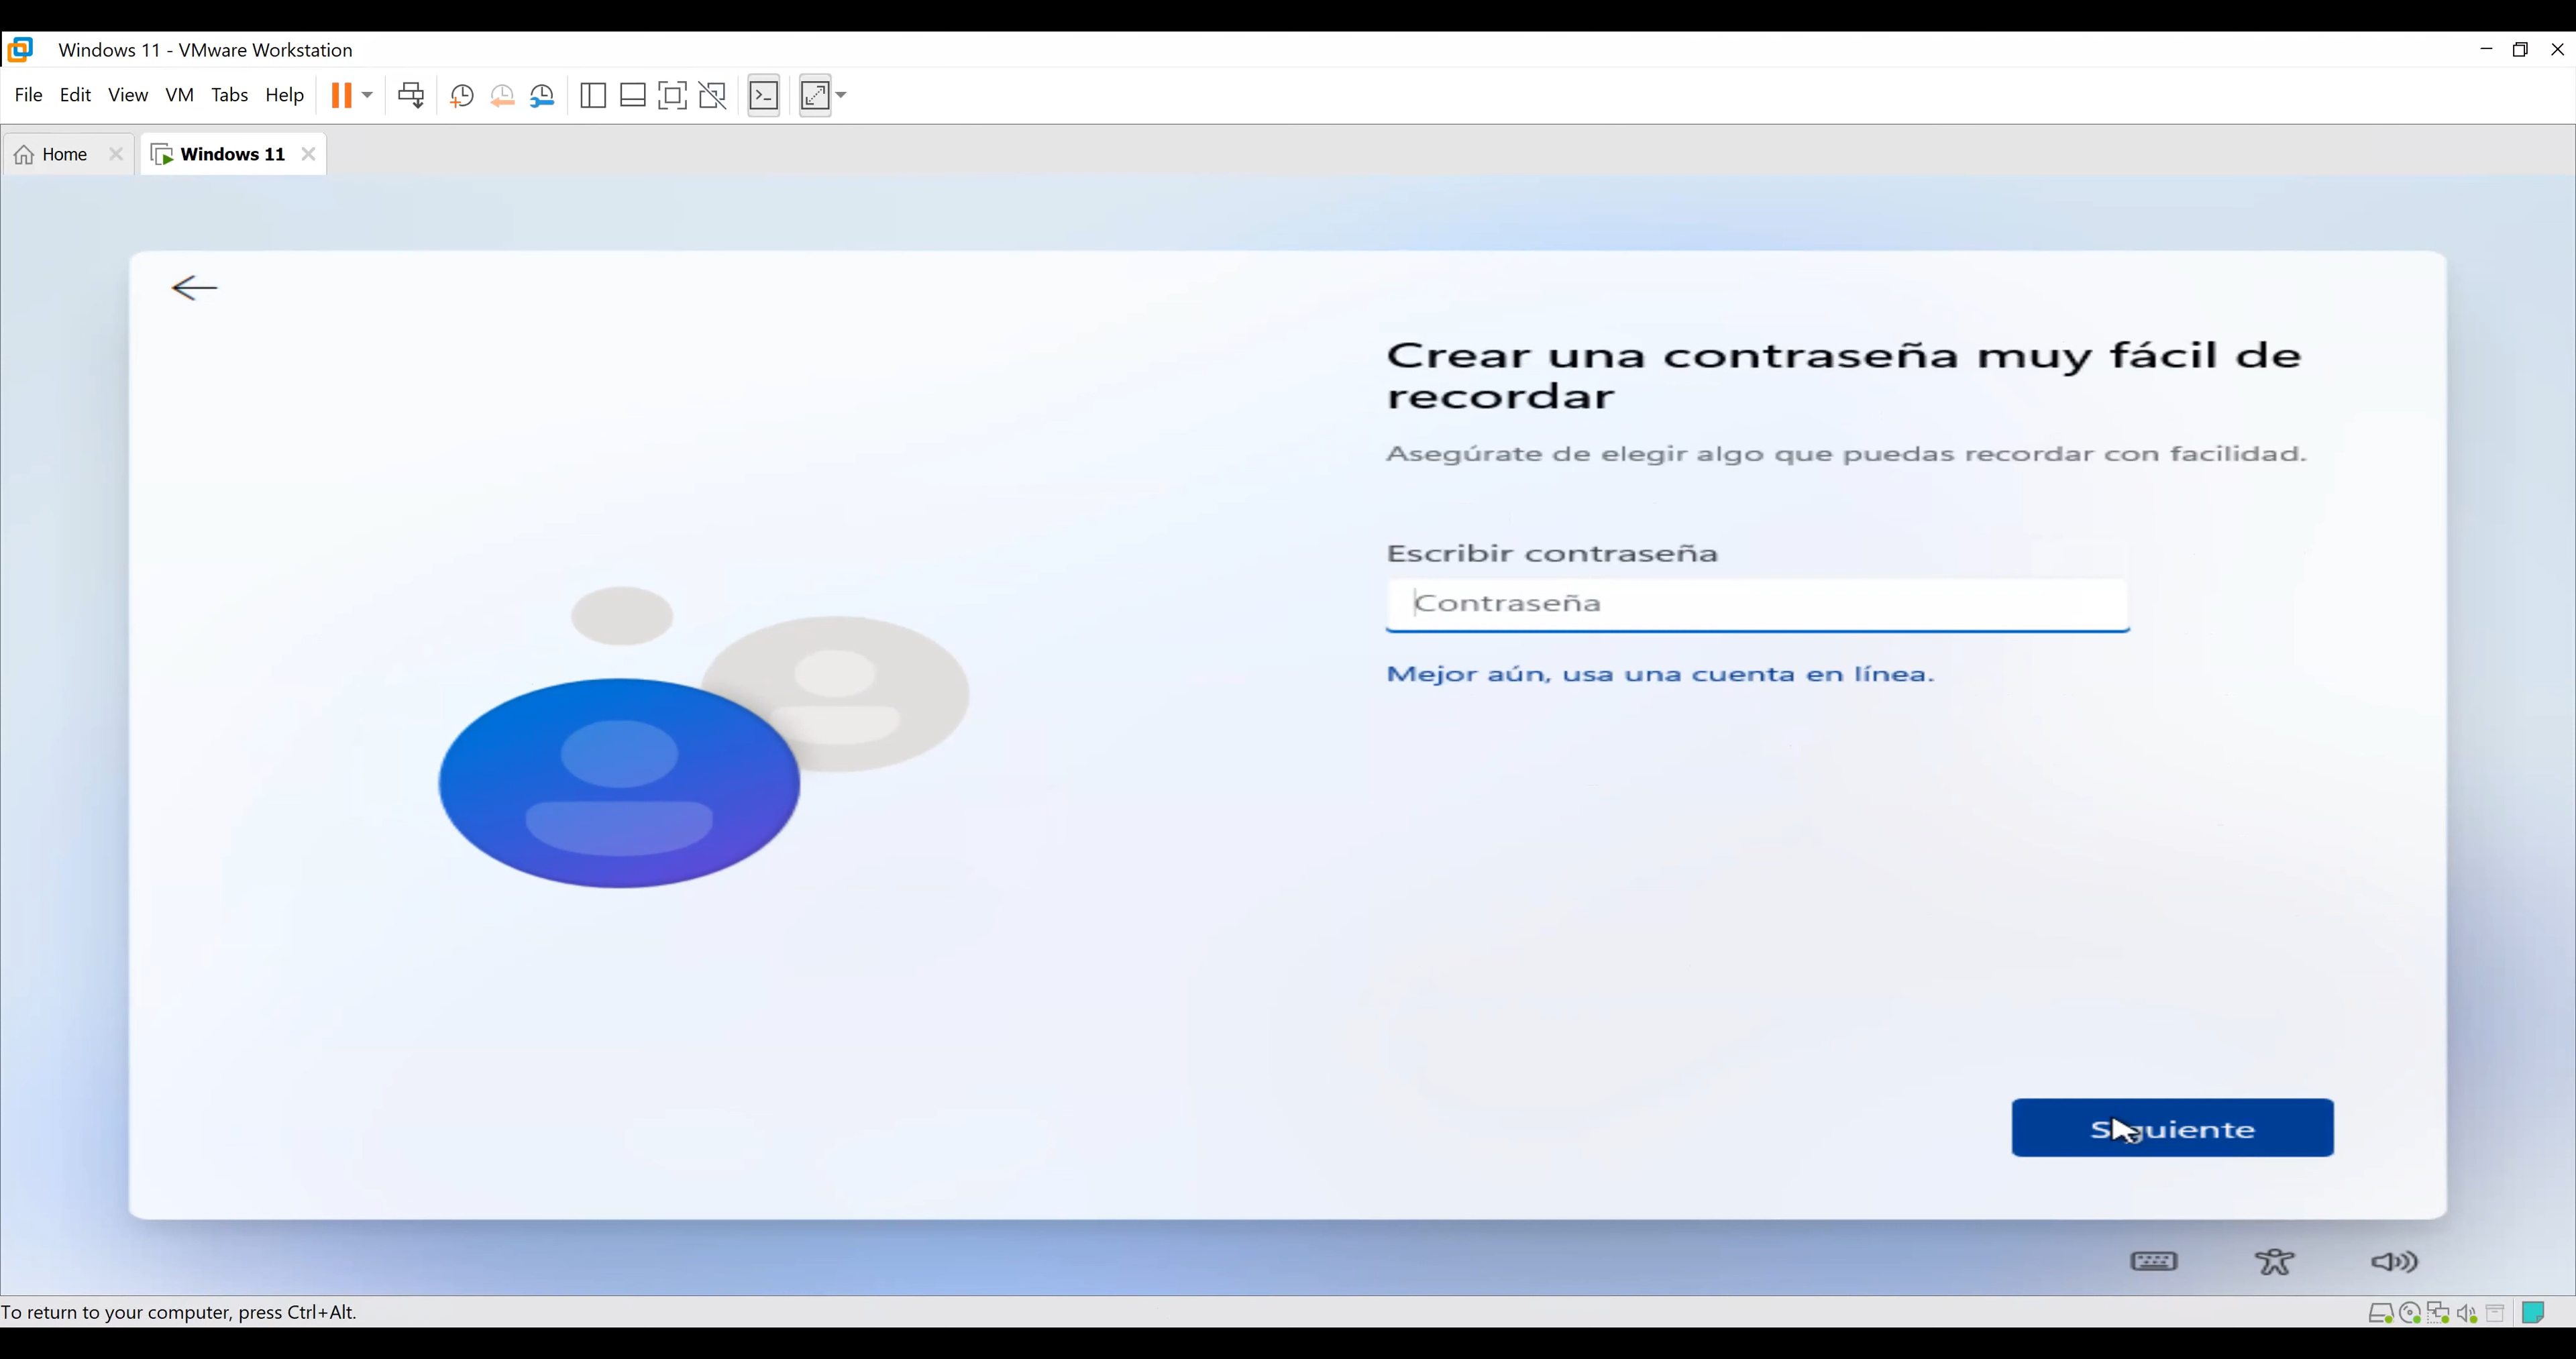 Windows 11 - VMware Workstation
File Edit View VM Tabs Help
Home Windows 11
Crear una contraseña muy fácil de
recordar
Asegúrate de elegir algo que puedas recordar con facilidad.
Escribir contraseña
Contraseña
Mejor aún, usa una cuenta en línea.
Siguiente
To return to your computer, press Ctrl+Alt.